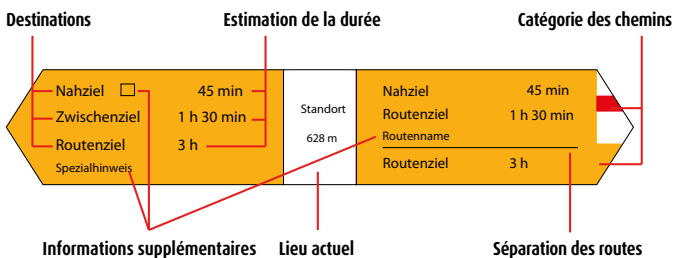 Destinations Estimation de la durée Catégorie des chemins
Nahziel 45 min
Zwischenziel 1 h 30 min
Routenziel 3 h
Spezialhinweis
Standort
628 m
Nahziel 45 min
Routenziel 1 h 30 min
Routenname
Routenziel 3 h
Informations supplémentaires Lieu actuel Séparation des routes